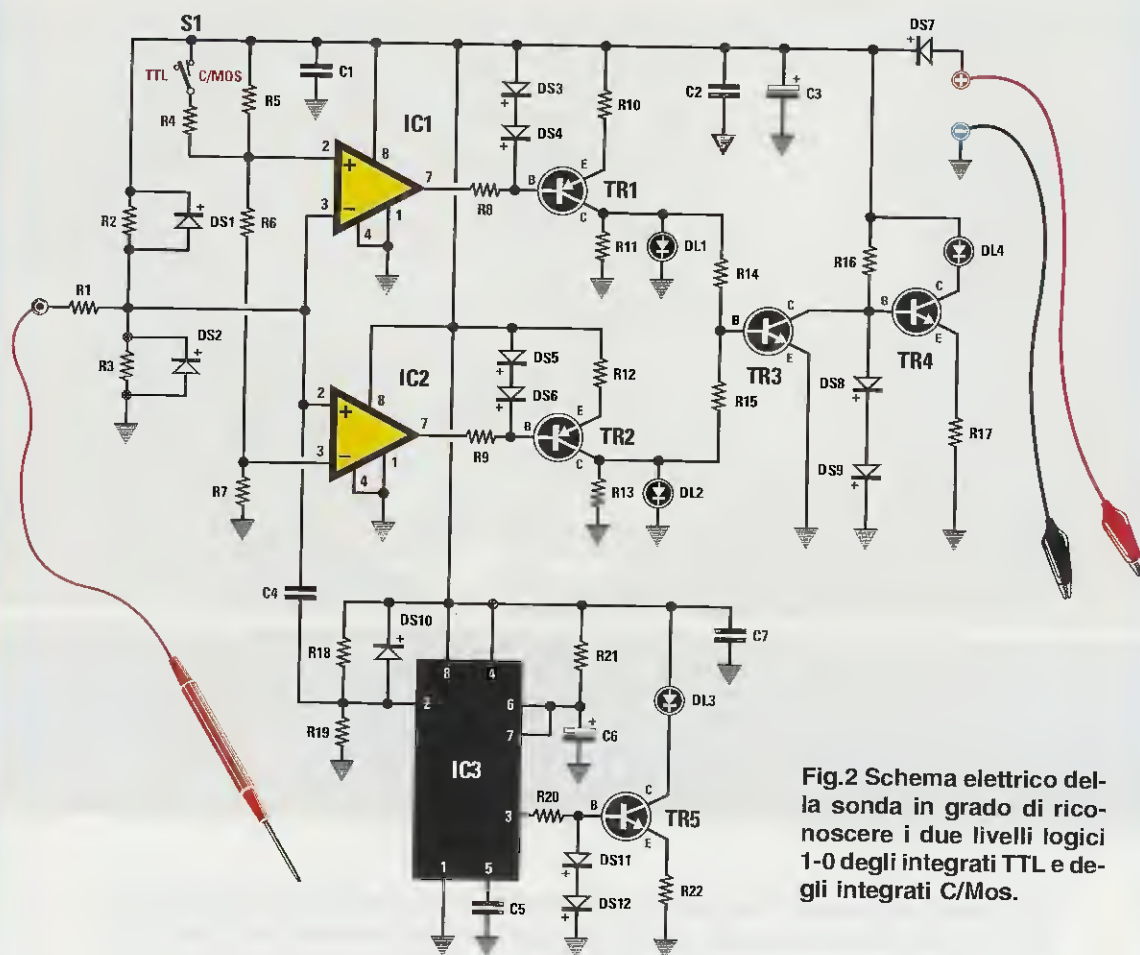 S1
TTL C/MOS
R4
R5
C1
IC1
2
+
8
3
−
7
4
1
R2
DS1
+
R6
R1
R3
DS2
+
R7
DS3
+
DS4
+
R8
R10
B
E
C
TR1
R11
DL1
C2
C3
+
DS7
+
+
−
R14
R16
DL4
B
C
E
TR3
B
C
E
TR4
R15
DS8
+
DS9
+
R17
IC2
2
+
8
3
−
7
4
1
DS5
+
DS6
+
R9
R12
B
E
C
TR2
R13
DL2
C4
R18
DS10
+
R19
8
4
2
6
7
3
1
5
IC3
R21
C6
+
C7
DL3
R20
B
C
E
TR5
DS11
+
DS12
+
R22
C5
Fig.2 Schema elettrico del-
la sonda in grado di rico-
noscere i due livelli logici
1-0 degli integrati TTL e de-
gli integrati C/Mos.